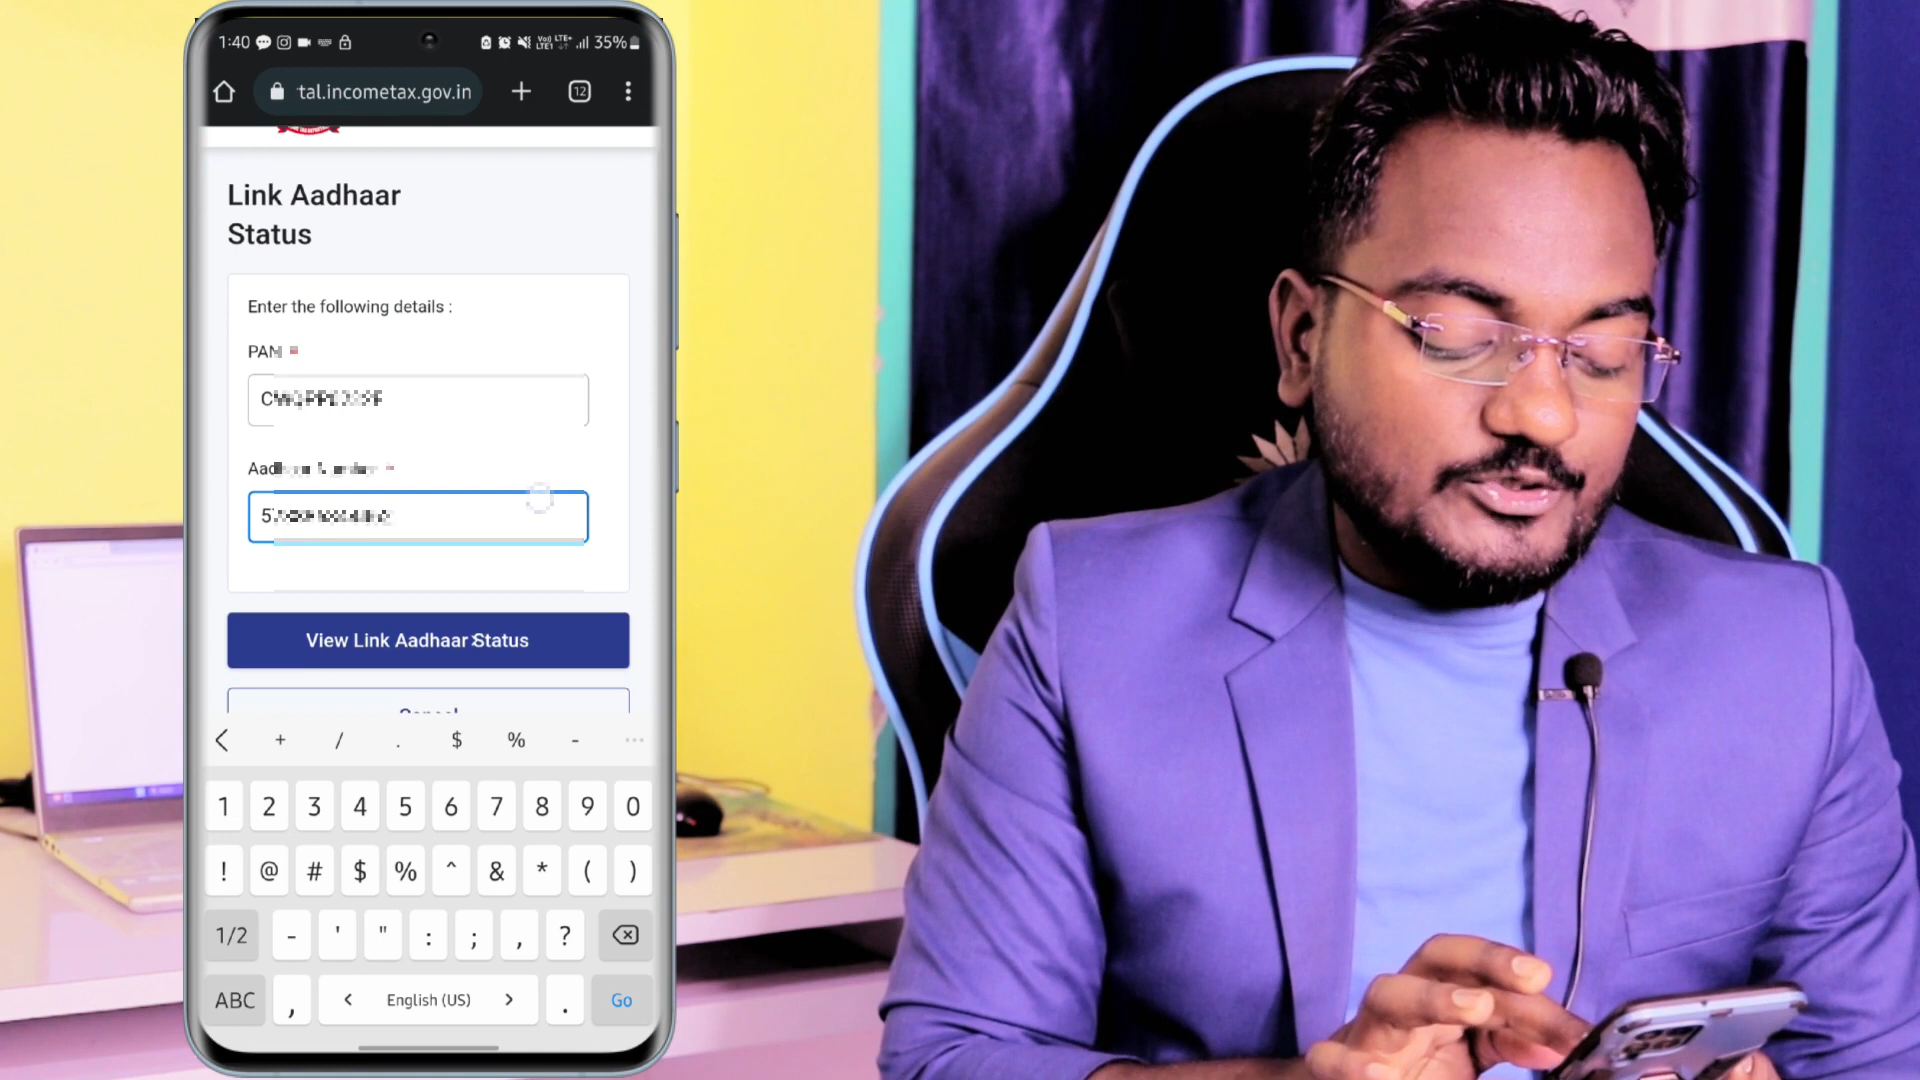 1:40
35%
tal.incometax.gov.in
12
Link Aadhaar
Status
Enter the following details :
PAN
View Link Aadhaar Status
Cancel
+ / . $ % -
1 2 3 4 5 6 7 8 9 0
! @ # $ % ^ & * ( )
1/2 - ' " : ; , ?
ABC , < English (US) > . Go